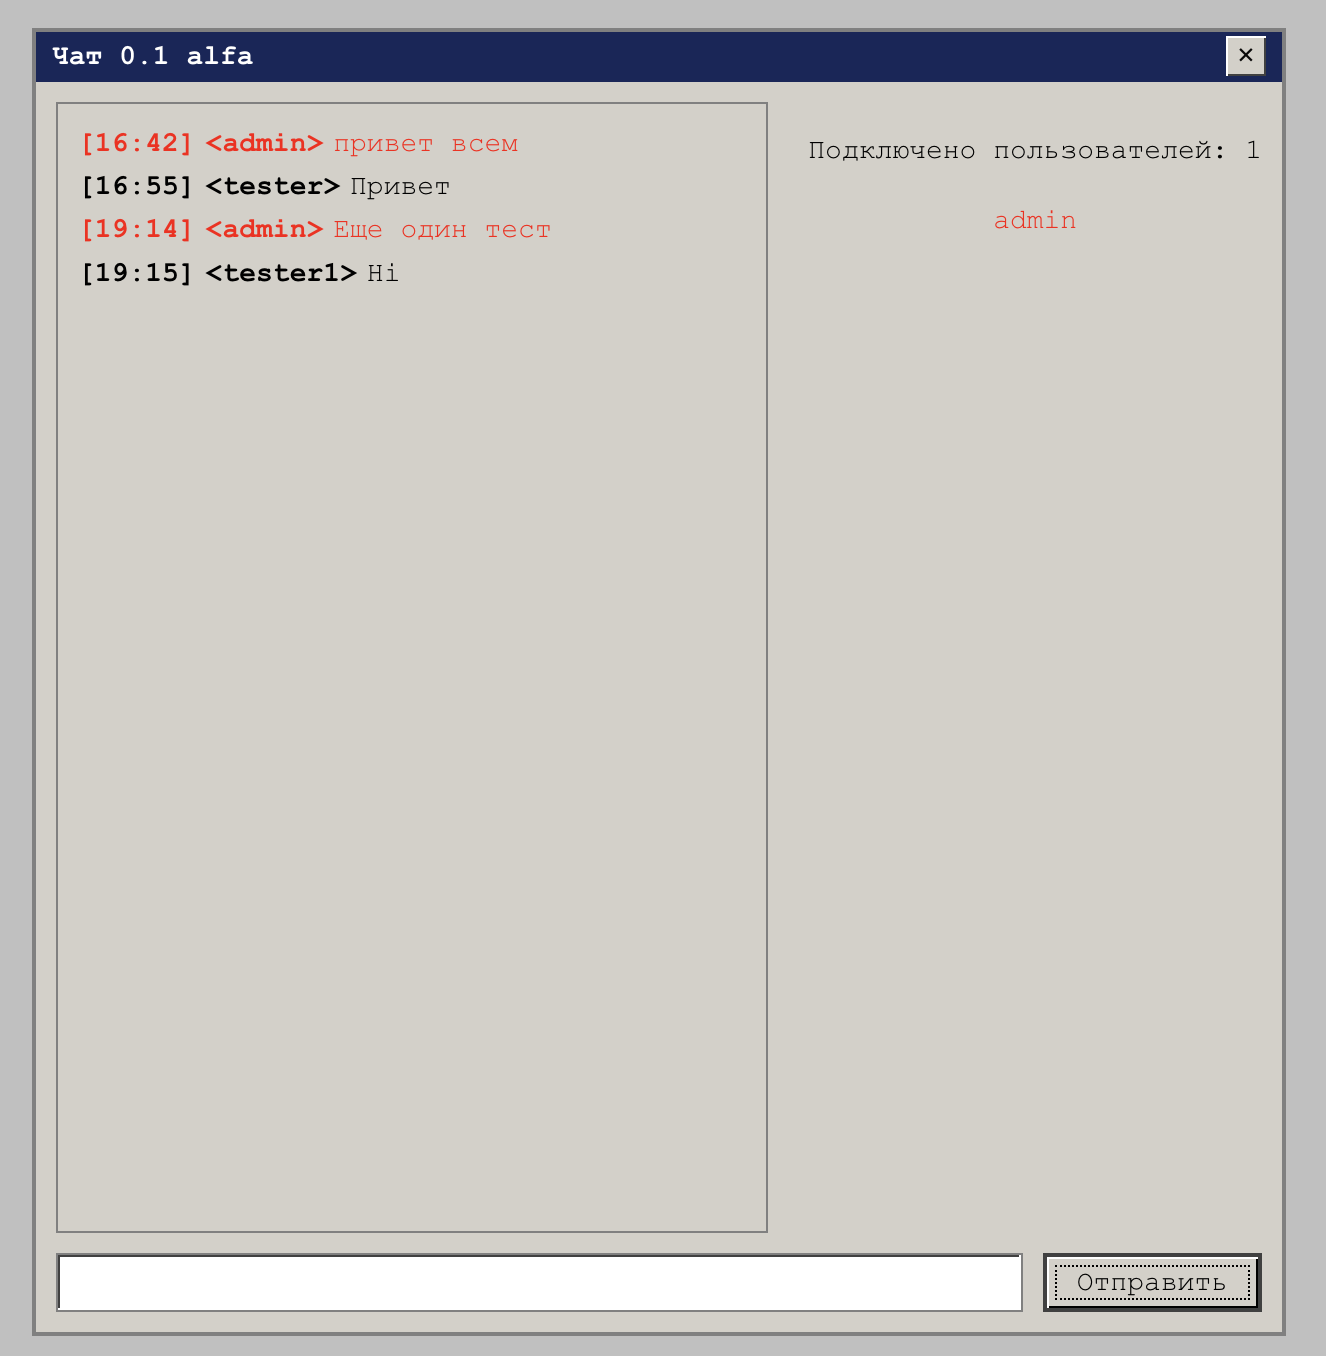 Чат 0.1 alfa
[16:42] <admin> привет всем
[16:55] <tester> Привет
[19:14] <admin> Еще один тест
[19:15] <tester1> Hi
Подключено пользователей: 1
admin
Отправить